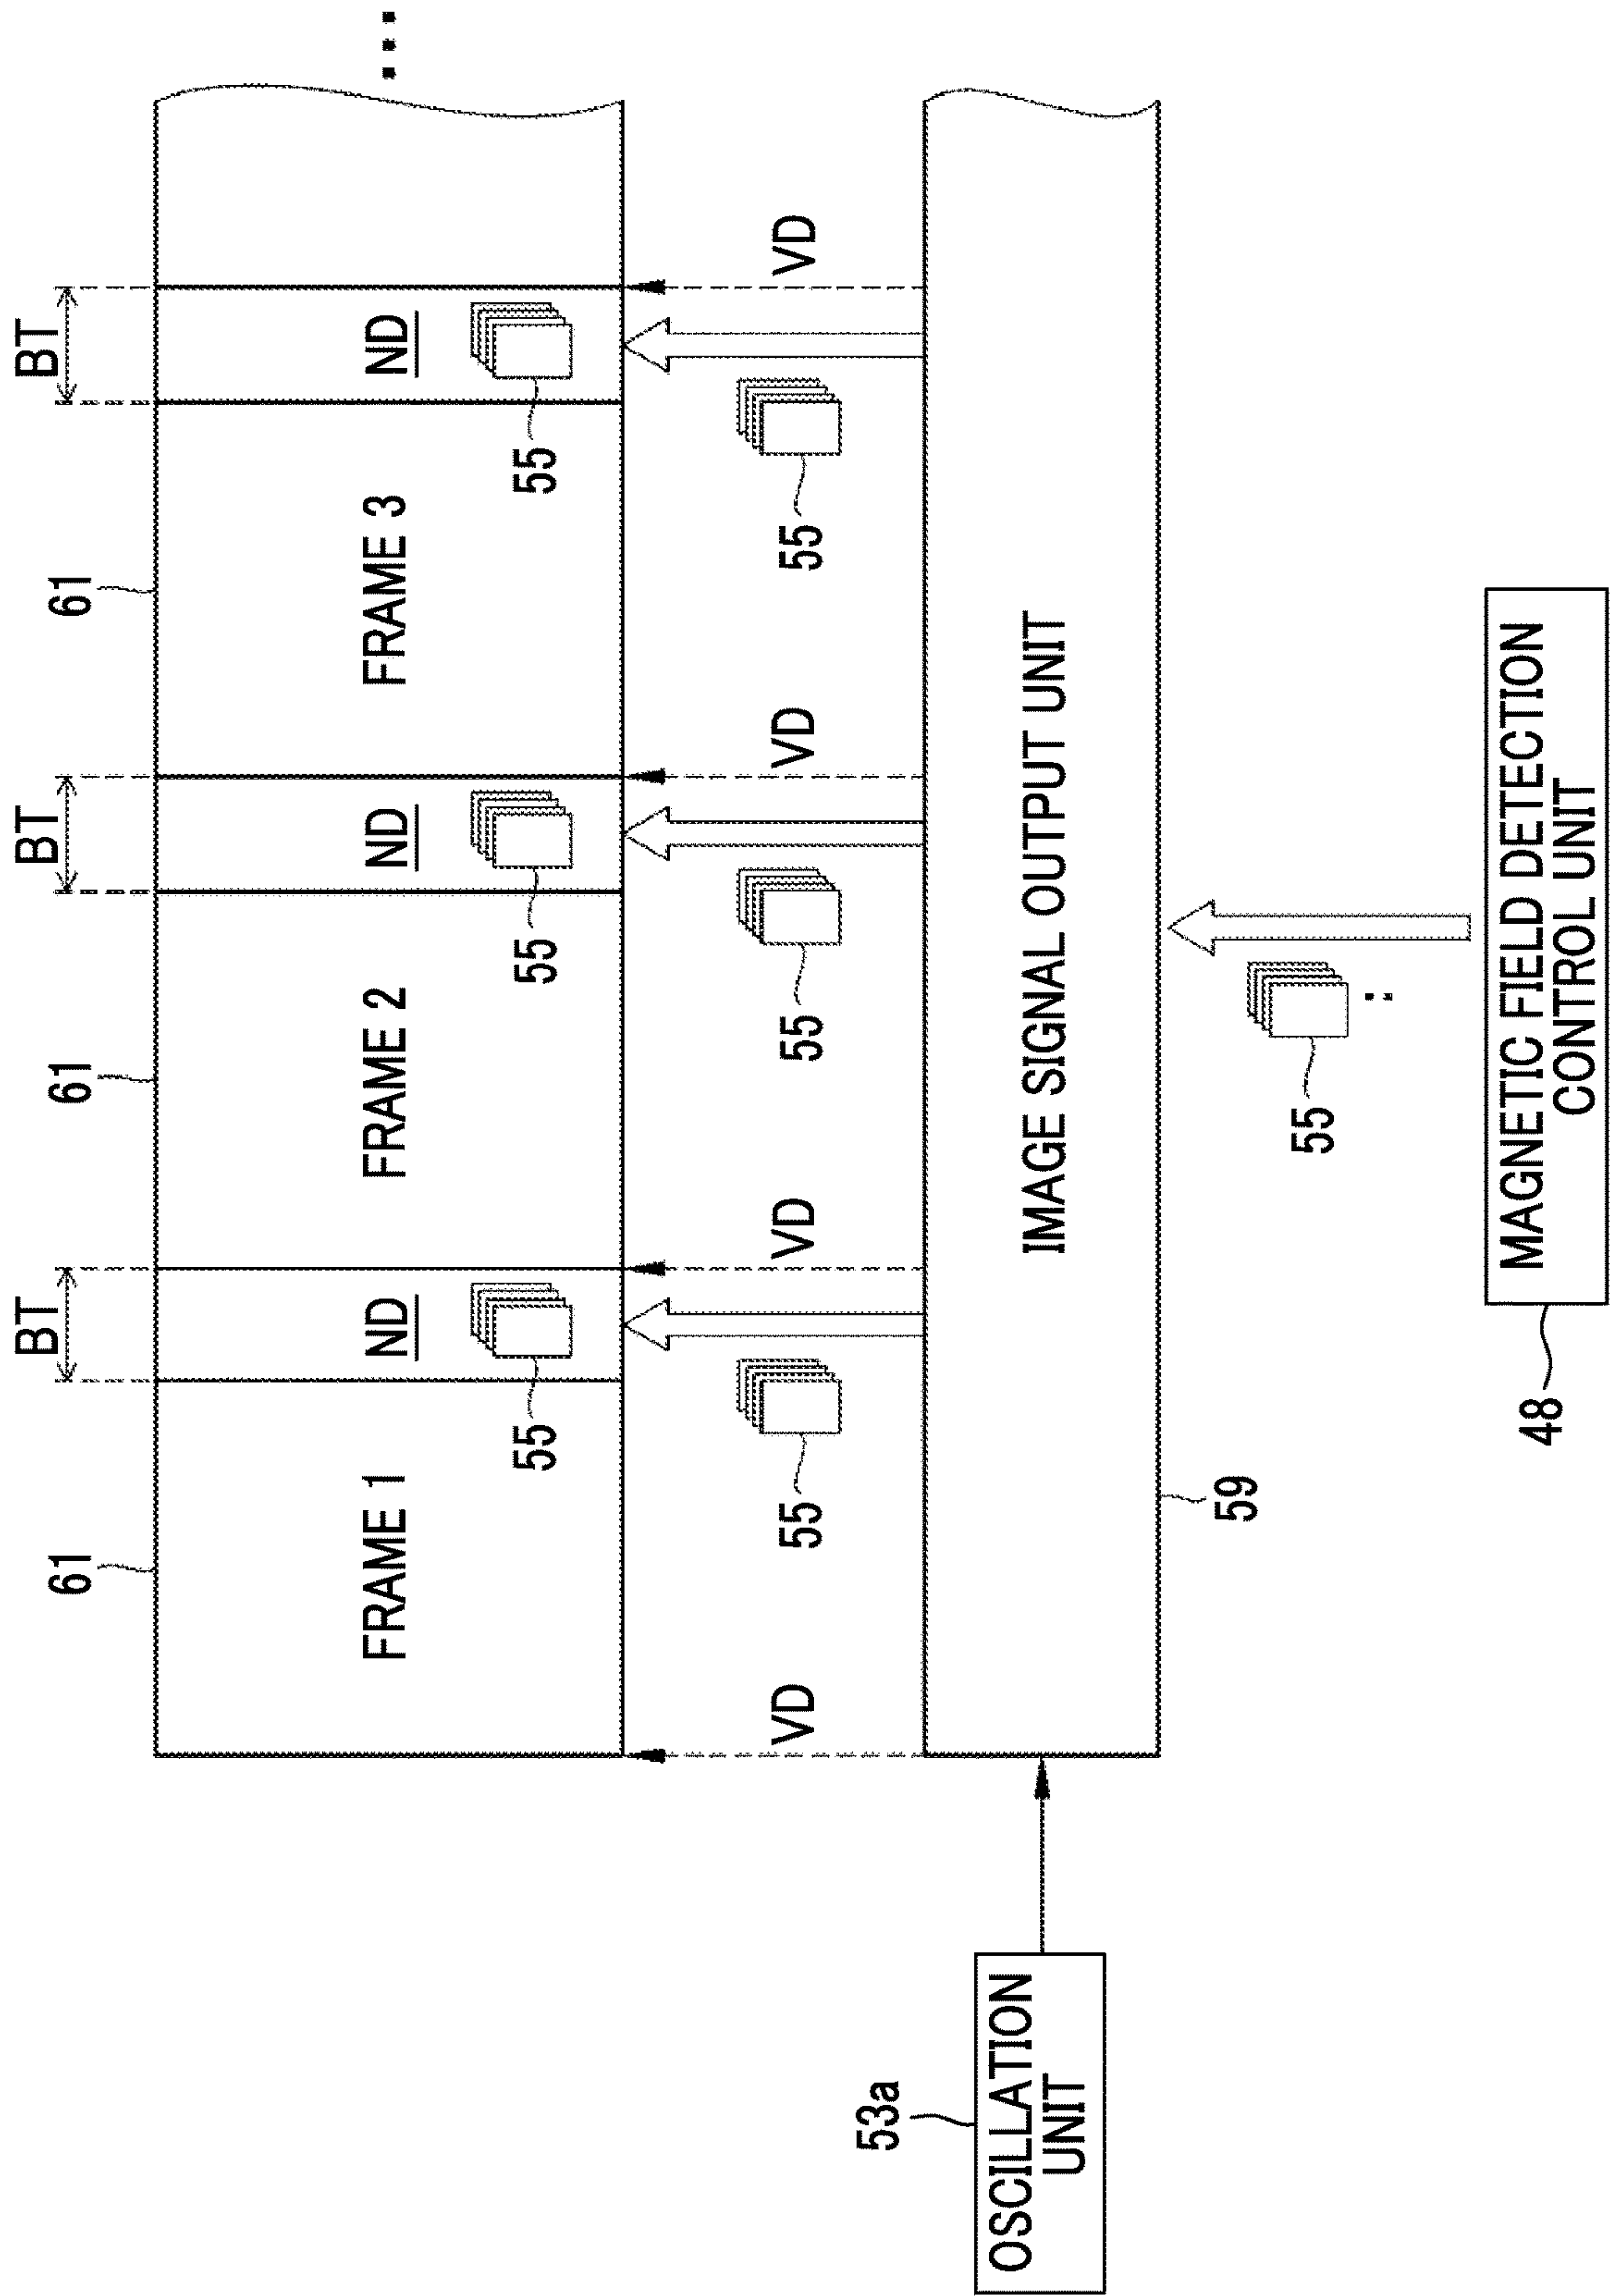 BT BT BT
61 61 61
FRAME 1 ND FRAME 2 ND FRAME 3 ND ...
55 55 55
VD VD VD VD
55 55 55
53a
OSCILLATION
UNIT
IMAGE SIGNAL OUTPUT UNIT
59
55
48
MAGNETIC FIELD DETECTION
CONTROL UNIT